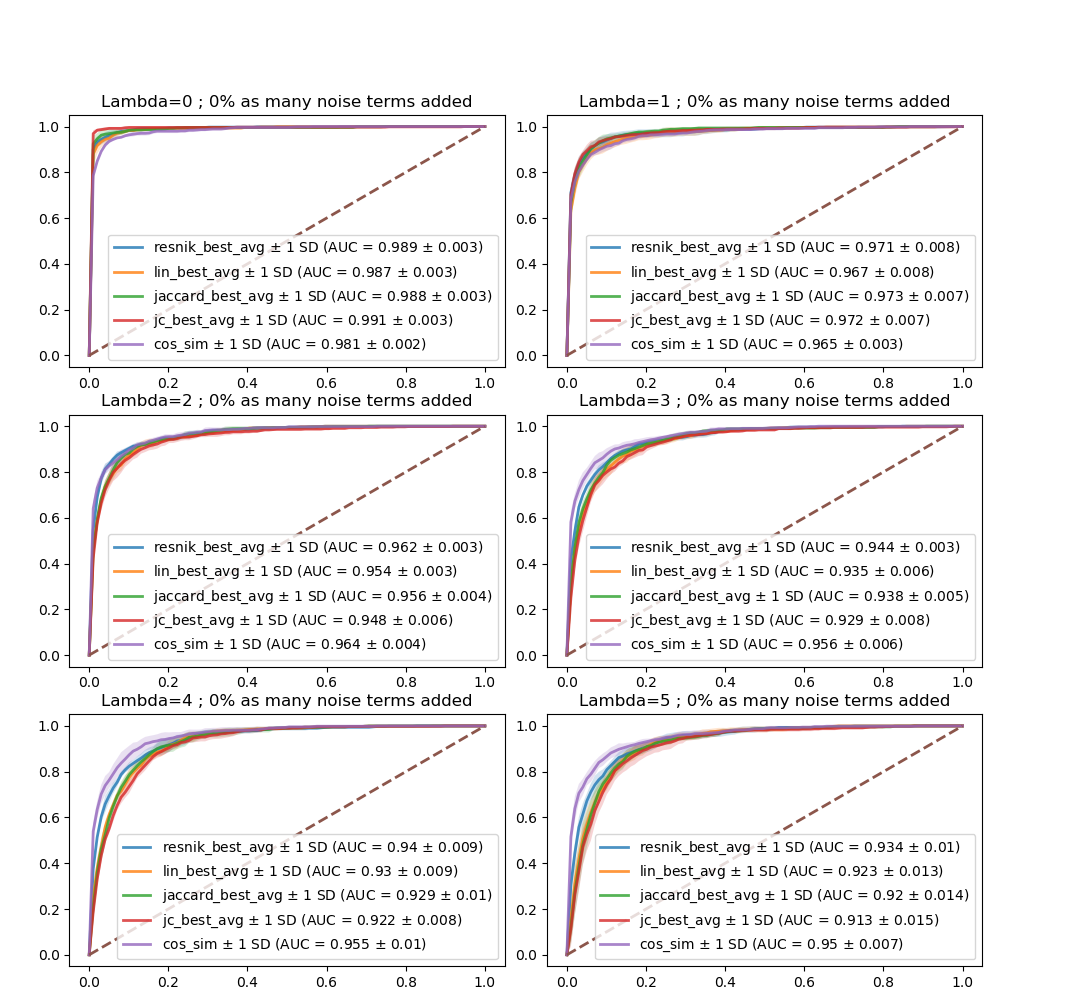 Lambda=0 ; 0% as many noise terms added
1.0
0.8
0.6
0.4
0.2
0.0
resnik_best_avg ± 1 SD (AUC = 0.989 ± 0.003)
lin_best_avg ± 1 SD (AUC = 0.987 ± 0.003)
jaccard_best_avg ± 1 SD (AUC = 0.988 ± 0.003)
jc_best_avg ± 1 SD (AUC = 0.991 ± 0.003)
cos_sim ± 1 SD (AUC = 0.981 ± 0.002)
0.0 0.2 0.4 0.6 0.8 1.0
Lambda=1 ; 0% as many noise terms added
1.0
0.8
0.6
0.4
0.2
0.0
resnik_best_avg ± 1 SD (AUC = 0.971 ± 0.008)
lin_best_avg ± 1 SD (AUC = 0.967 ± 0.008)
jaccard_best_avg ± 1 SD (AUC = 0.973 ± 0.007)
jc_best_avg ± 1 SD (AUC = 0.972 ± 0.007)
cos_sim ± 1 SD (AUC = 0.965 ± 0.003)
0.0 0.2 0.4 0.6 0.8 1.0
Lambda=2 ; 0% as many noise terms added
1.0
0.8
0.6
0.4
0.2
0.0
resnik_best_avg ± 1 SD (AUC = 0.962 ± 0.003)
lin_best_avg ± 1 SD (AUC = 0.954 ± 0.003)
jaccard_best_avg ± 1 SD (AUC = 0.956 ± 0.004)
jc_best_avg ± 1 SD (AUC = 0.948 ± 0.006)
cos_sim ± 1 SD (AUC = 0.964 ± 0.004)
0.0 0.2 0.4 0.6 0.8 1.0
Lambda=3 ; 0% as many noise terms added
1.0
0.8
0.6
0.4
0.2
0.0
resnik_best_avg ± 1 SD (AUC = 0.944 ± 0.003)
lin_best_avg ± 1 SD (AUC = 0.935 ± 0.006)
jaccard_best_avg ± 1 SD (AUC = 0.938 ± 0.005)
jc_best_avg ± 1 SD (AUC = 0.929 ± 0.008)
cos_sim ± 1 SD (AUC = 0.956 ± 0.006)
0.0 0.2 0.4 0.6 0.8 1.0
Lambda=4 ; 0% as many noise terms added
1.0
0.8
0.6
0.4
0.2
0.0
resnik_best_avg ± 1 SD (AUC = 0.94 ± 0.009)
lin_best_avg ± 1 SD (AUC = 0.93 ± 0.009)
jaccard_best_avg ± 1 SD (AUC = 0.929 ± 0.01)
jc_best_avg ± 1 SD (AUC = 0.922 ± 0.008)
cos_sim ± 1 SD (AUC = 0.955 ± 0.01)
0.0 0.2 0.4 0.6 0.8 1.0
Lambda=5 ; 0% as many noise terms added
1.0
0.8
0.6
0.4
0.2
0.0
resnik_best_avg ± 1 SD (AUC = 0.934 ± 0.01)
lin_best_avg ± 1 SD (AUC = 0.923 ± 0.013)
jaccard_best_avg ± 1 SD (AUC = 0.92 ± 0.014)
jc_best_avg ± 1 SD (AUC = 0.913 ± 0.015)
cos_sim ± 1 SD (AUC = 0.95 ± 0.007)
0.0 0.2 0.4 0.6 0.8 1.0